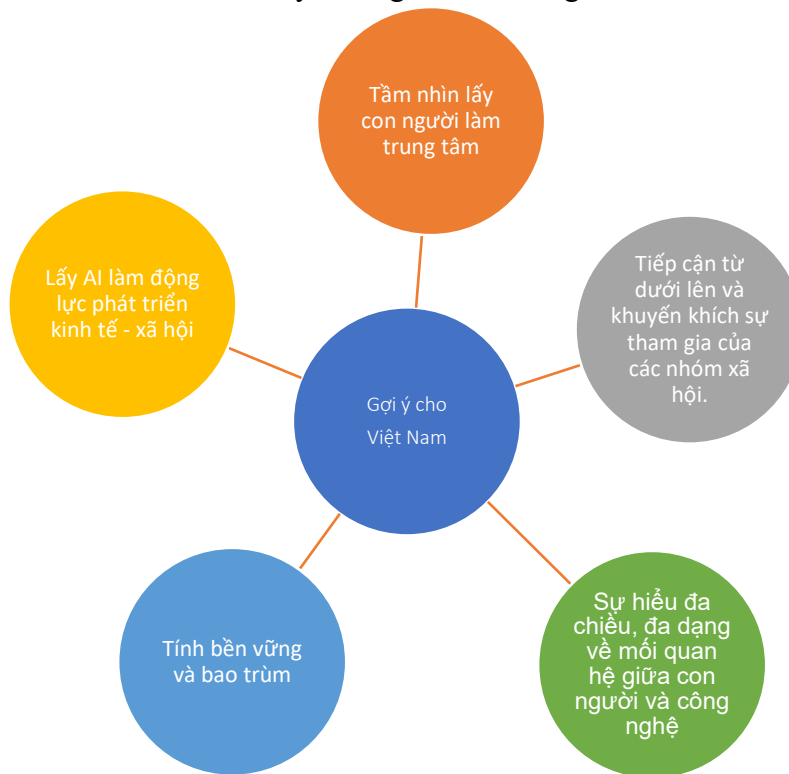 Tầm nhìn lấy
con người làm
trung tâm
Lấy AI làm động
lực phát triển
kinh tế - xã hội
Tiếp cận từ
dưới lên và
khuyến khích sự
tham gia của
các nhóm xã
hội.
Gợi ý cho
Việt Nam
Tính bền vững
và bao trùm
Sự hiểu đa
chiều, đa dạng
về mối quan
hệ giữa con
người và công
nghệ